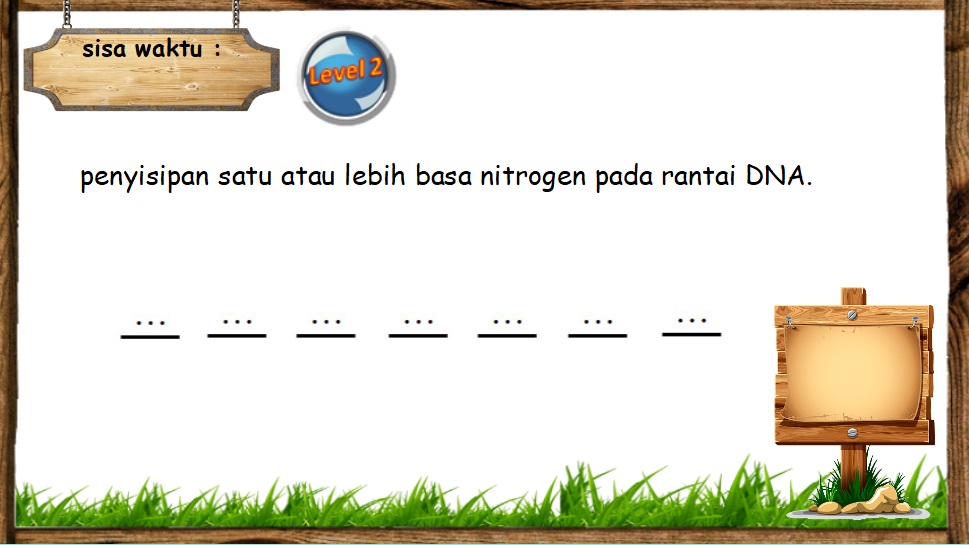 sisa waktu :
Level 2
penyisipan satu atau lebih basa nitrogen pada rantai DNA.
... ... ... ... ... ... ...